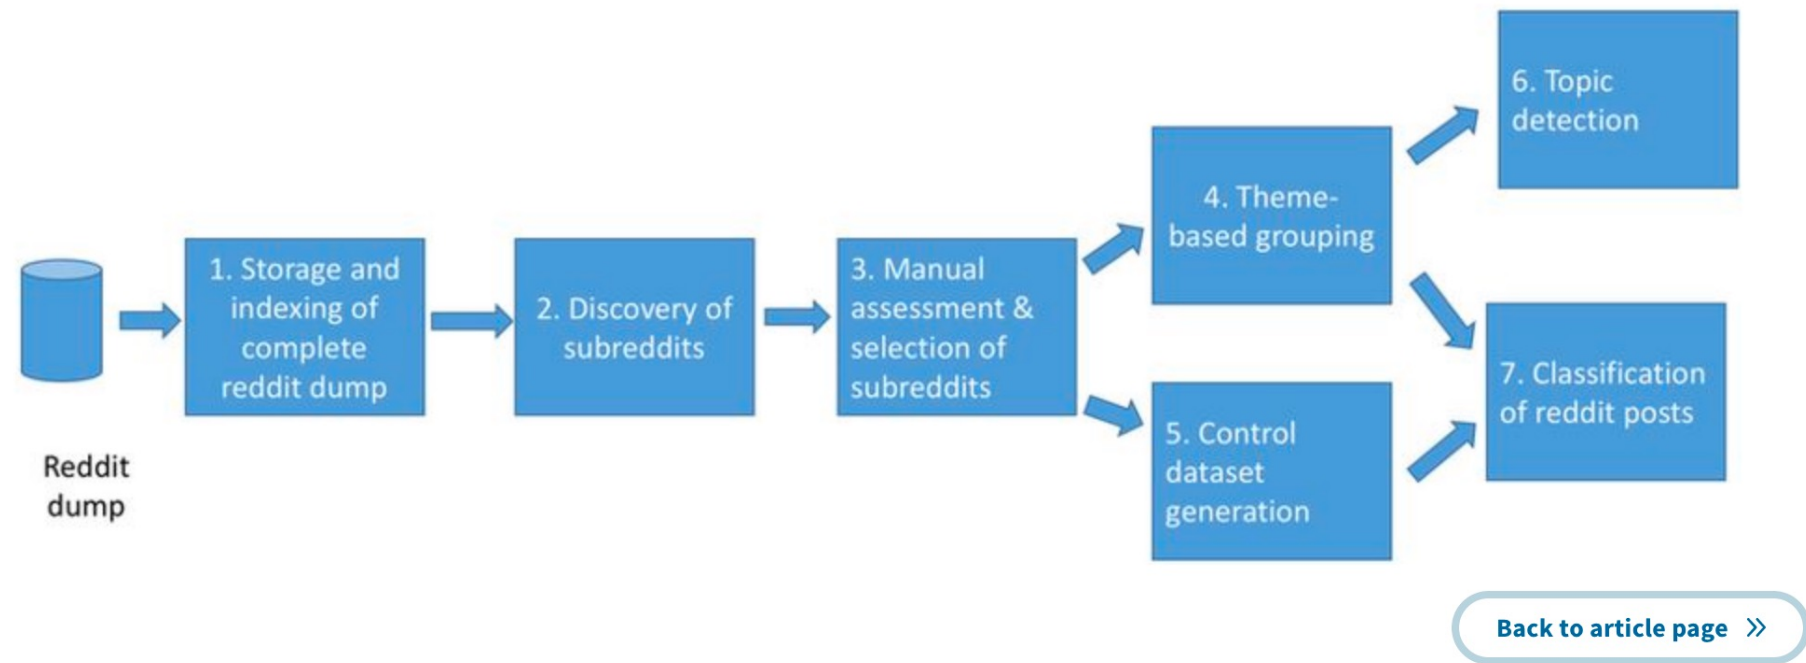 Reddit
dump
1. Storage and
indexing of
complete
reddit dump
2. Discovery of
subreddits
3. Manual
assessment &
selection of
subreddits
4. Theme-
based grouping
5. Control
dataset
generation
6. Topic
detection
7. Classification
of reddit posts
Back to article page